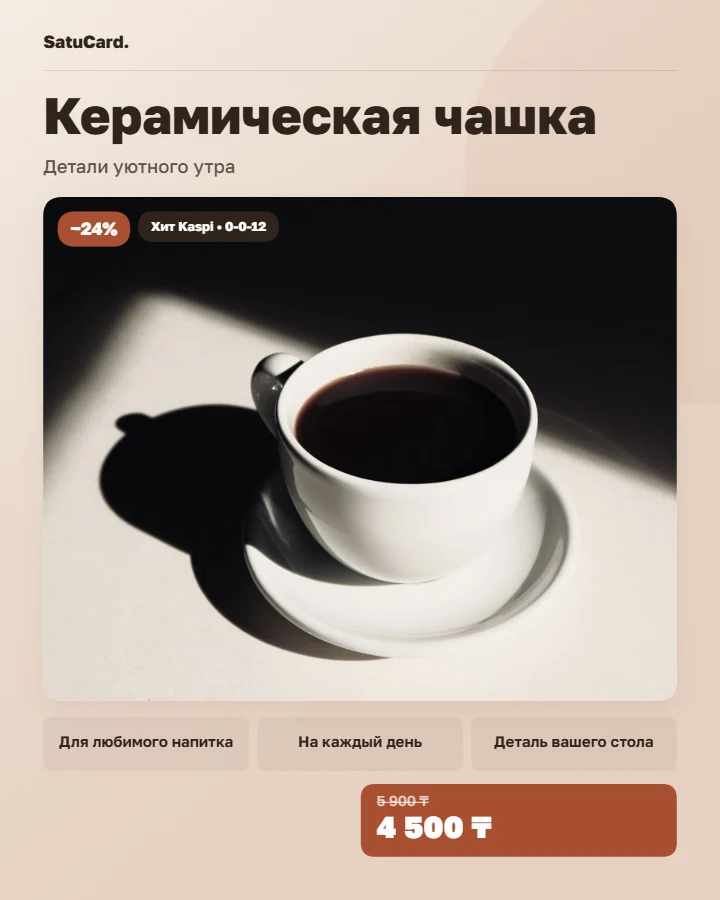 SatuCard.
Керамическая чашка
Детали уютного утра
−24%
Хит Kaspi • 0-0-12
Для любимого напитка
На каждый день
Деталь вашего стола
5 900 ₸
4 500 ₸